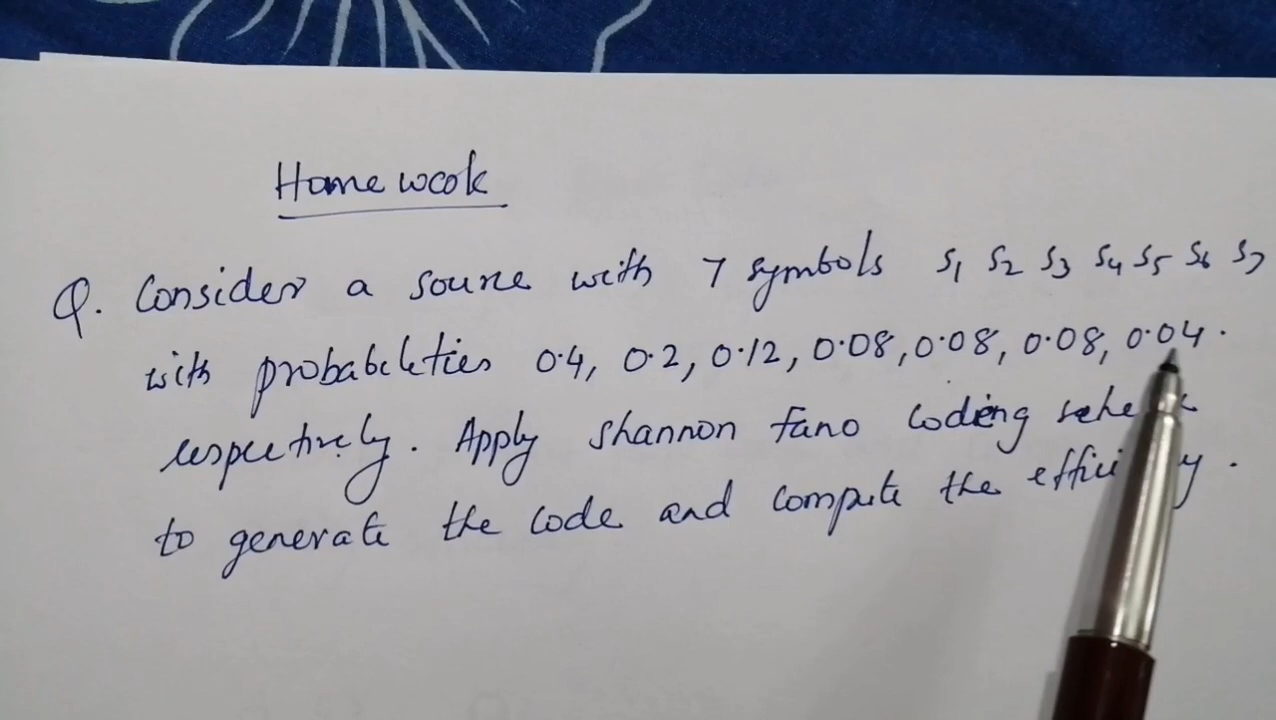 Homework
Q. Consider a source with 7 symbols S1 S2 S3 S4 S5 S6 S7
with probabilities 0.4, 0.2, 0.12, 0.08, 0.08, 0.08, 0.04.
respectively. Apply Shannon Fano Coding
to generate the code and compute the